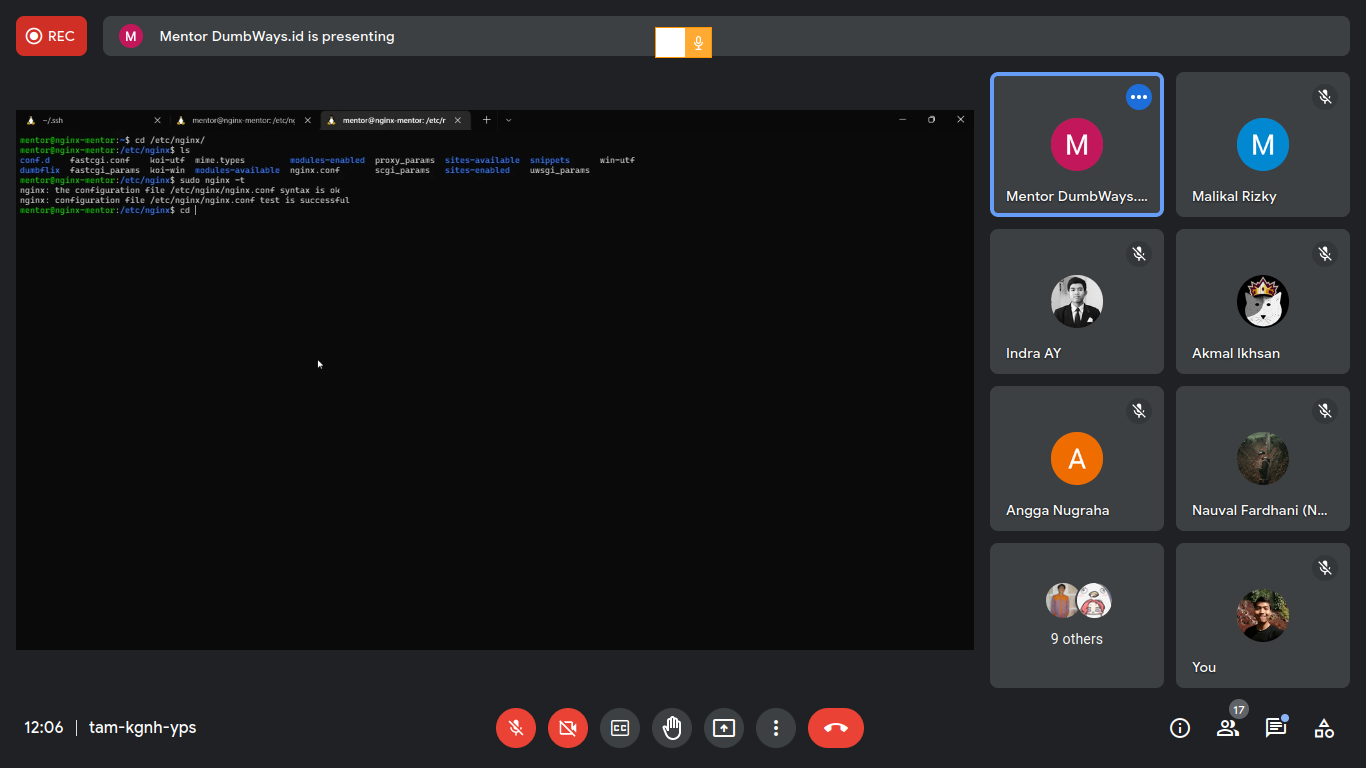 REC
M
Mentor DumbWays.id is presenting
~/.ssh
mentor@nginx-mentor: /etc/ng
mentor@nginx-mentor: /etc/r
mentor@nginx-mentor:~$ cd /etc/nginx/
mentor@nginx-mentor:/etc/nginx$ ls
conf.d fastcgi.conf koi-utf mime.types modules-enabled proxy_params sites-available snippets win-utf
dumbflix fastcgi_params koi-win modules-available nginx.conf scgi_params sites-enabled uwsgi_params
mentor@nginx-mentor:/etc/nginx$ sudo nginx -t
nginx: the configuration file /etc/nginx/nginx.conf syntax is ok
nginx: configuration file /etc/nginx/nginx.conf test is successful
mentor@nginx-mentor:/etc/nginx$ cd
M
Mentor DumbWays....
M
Malikal Rizky
Indra AY
Akmal Ikhsan
A
Angga Nugraha
Nauval Fardhani (N...
9 others
You
12:06 | tam-kgnh-yps
CC
17